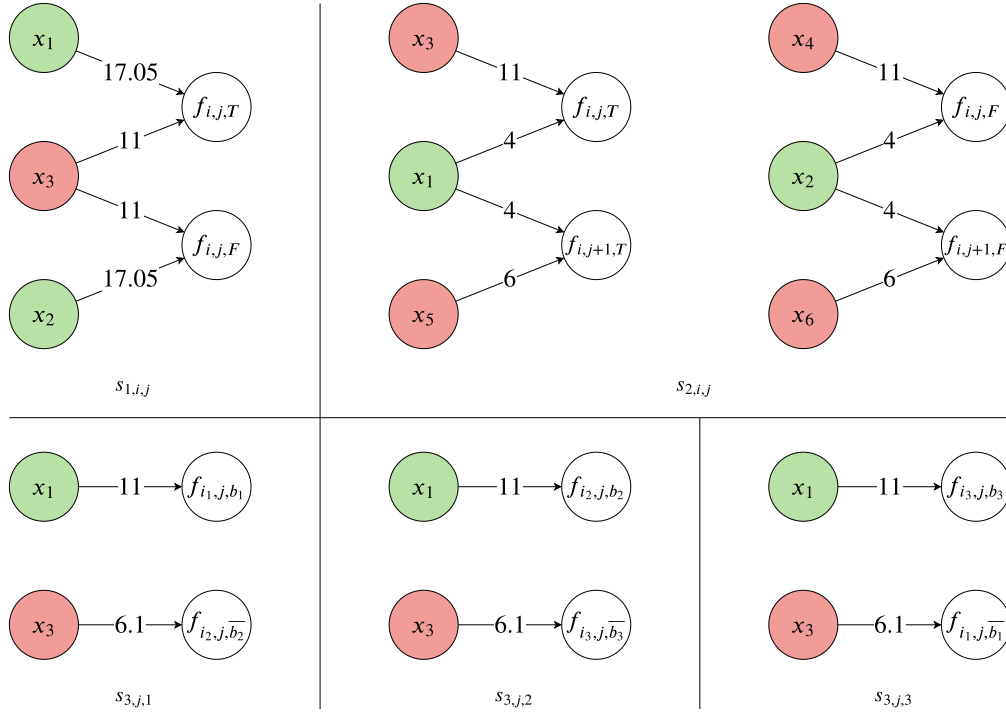 x₁
17.05
f_{i,j,T}
11
x₃
11
f_{i,j,F}
17.05
x₂
s_{1,i,j}
x₃
11
f_{i,j,T}
4
x₁
4
f_{i,j+1,T}
6
x₅
x₄
11
f_{i,j,F}
4
x₂
4
f_{i,j+1,F}
6
x₆
s_{2,i,j}
x₁ 11 f_{i₁,j,b₁}
x₃ 6.1 f_{i₂,j,\overline{b₂}}
s_{3,j,1}
x₁ 11 f_{i₂,j,b₂}
x₃ 6.1 f_{i₃,j,\overline{b₃}}
s_{3,j,2}
x₁ 11 f_{i₃,j,b₃}
x₃ 6.1 f_{i₁,j,\overline{b₁}}
s_{3,j,3}